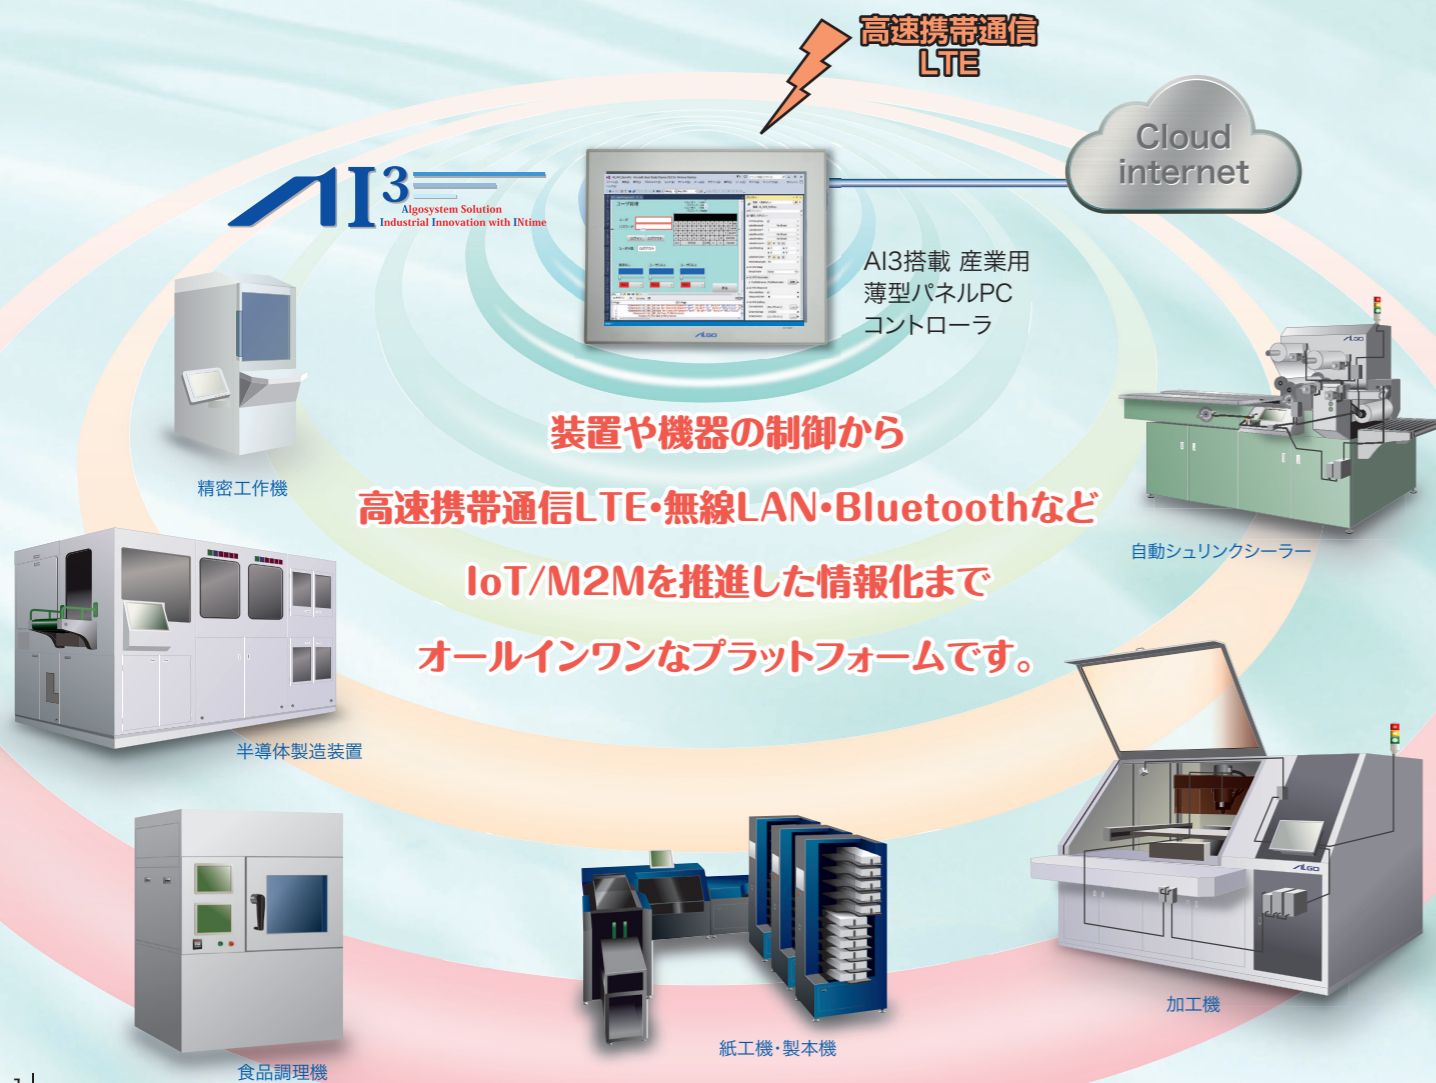 高速携帯通信
LTE
Cloud
internet
AI3
Algosystem Solution
Industrial Innovation with INtime
ALGO
AI3搭載 産業用
薄型パネルPC
コントローラ
ALGO
精密工作機
装置や機器の制御から
高速携帯通信LTE・無線LAN・Bluetoothなど
IoT/M2Mを推進した情報化まで
オールインワンなプラットフォームです。
自動シュリンクシーラー
半導体製造装置
ALGO
加工機
紙工機・製本機
食品調理機
1